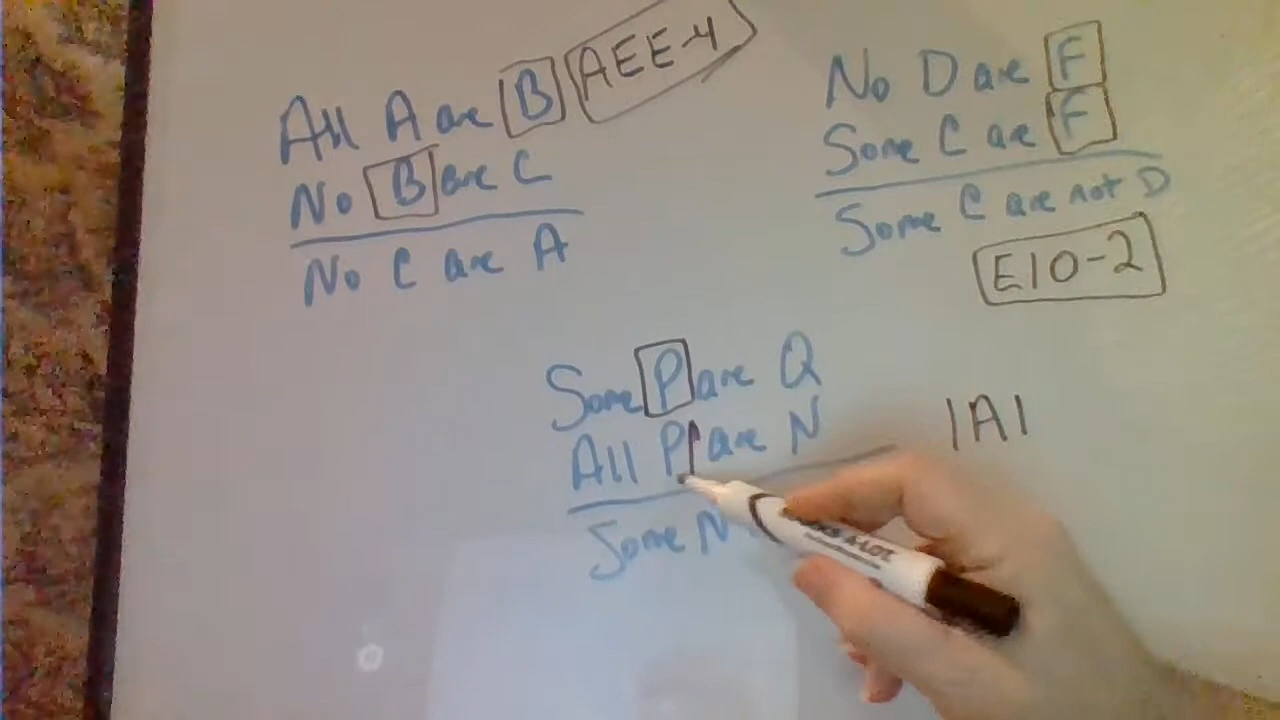 All A are B AEE-4
No B are C
No C are A
No D are F
Some C are F
Some C are not D
EIO-2
Some P are Q
All P are N
IAI
Some N